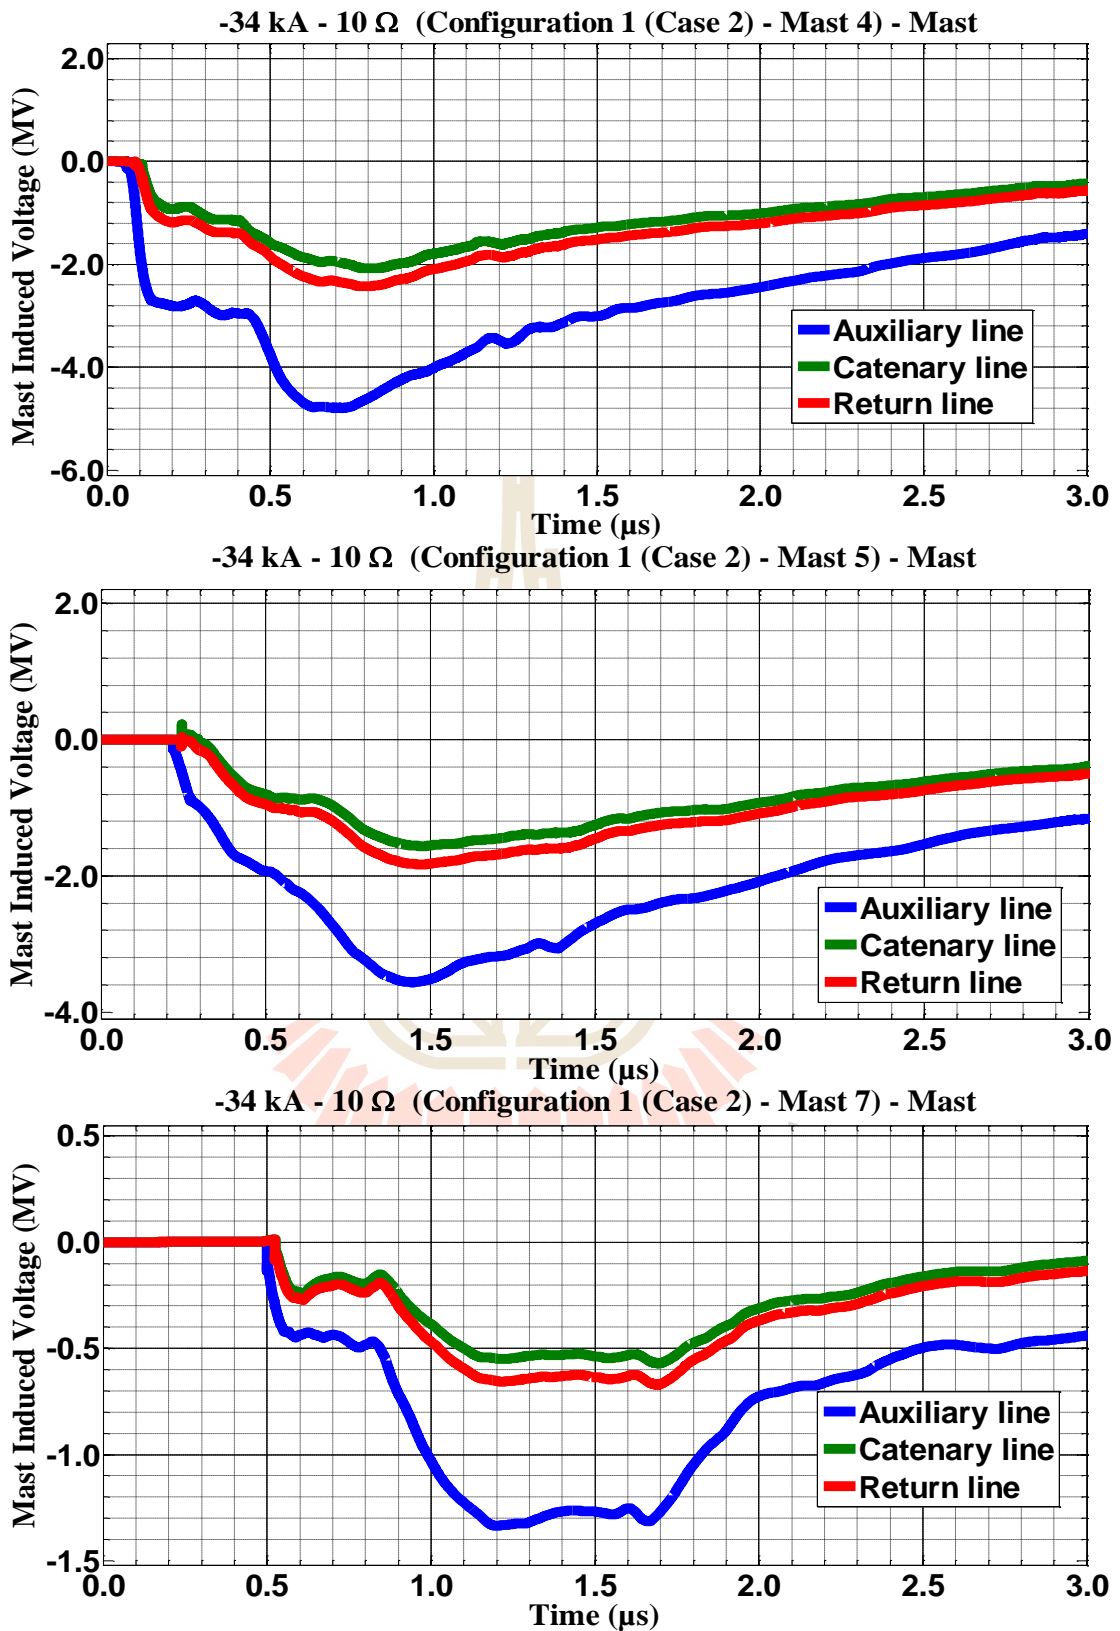 -34 kA - 10 Ω (Configuration 1 (Case 2) - Mast 4) - Mast
Mast Induced Voltage (MV)
2.0
0.0
-2.0
-4.0
-6.0
Auxiliary line
Catenary line
Return line
0.0 0.5 1.0 1.5 2.0 2.5 3.0
Time (µs)
-34 kA - 10 Ω (Configuration 1 (Case 2) - Mast 5) - Mast
Mast Induced Voltage (MV)
2.0
0.0
-2.0
-4.0
Auxiliary line
Catenary line
Return line
0.0 0.5 1.5 1.5 2.0 2.5 3.0
Time (µs)
-34 kA - 10 Ω (Configuration 1 (Case 2) - Mast 7) - Mast
Mast Induced Voltage (MV)
0.5
0.0
-0.5
-1.0
-1.5
Auxiliary line
Catenary line
Return line
0.0 0.5 1.0 1.5 2.0 2.5 3.0
Time (µs)